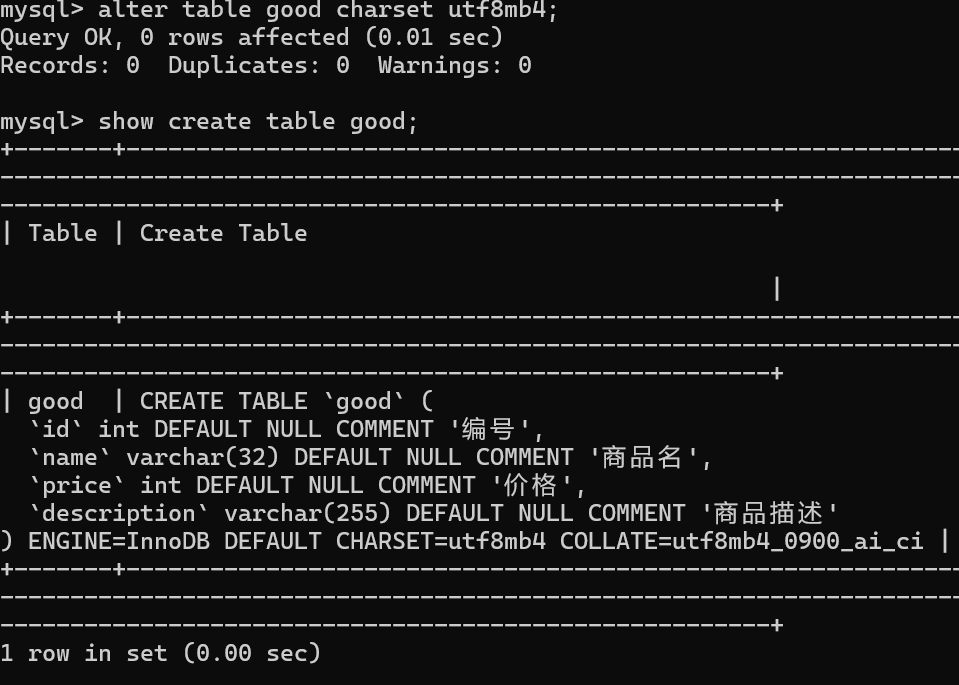 mysql> alter table good charset utf8mb4;
Query OK, 0 rows affected (0.01 sec)
Records: 0  Duplicates: 0  Warnings: 0
mysql> show create table good;
+-------+------------------------------------------------------------
---------------------------------------------------------------------
-------------------------------------------------------+
| Table | Create Table
|
+-------+------------------------------------------------------------
---------------------------------------------------------------------
-------------------------------------------------------+
| good  | CREATE TABLE `good` (
  `id` int DEFAULT NULL COMMENT '编号',
  `name` varchar(32) DEFAULT NULL COMMENT '商品名',
  `price` int DEFAULT NULL COMMENT '价格',
  `description` varchar(255) DEFAULT NULL COMMENT '商品描述'
) ENGINE=InnoDB DEFAULT CHARSET=utf8mb4 COLLATE=utf8mb4_0900_ai_ci |
+-------+------------------------------------------------------------
---------------------------------------------------------------------
-------------------------------------------------------+
1 row in set (0.00 sec)